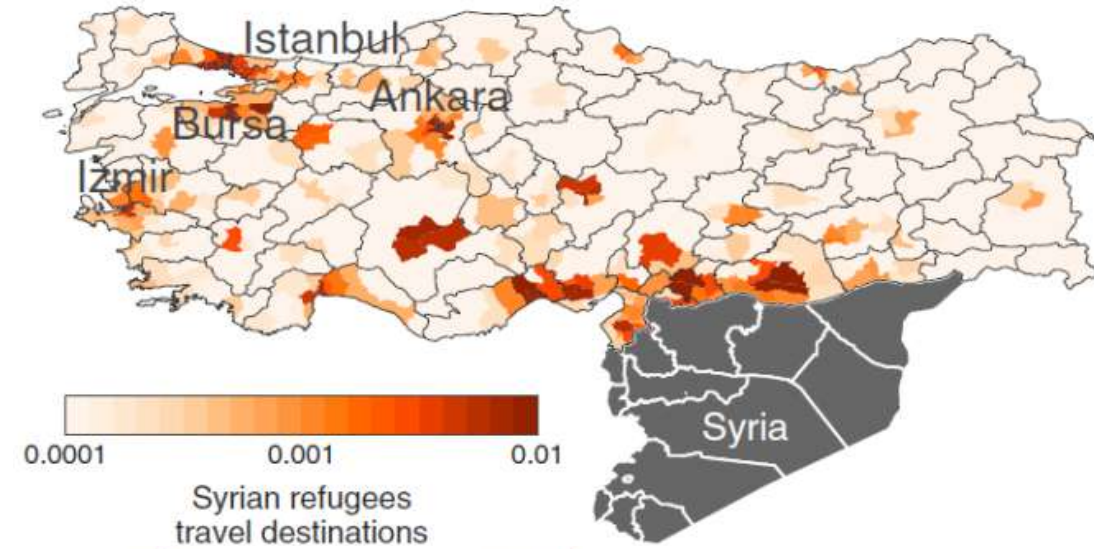 Istanbul
Ankara
Bursa
Izmir
Syria
0.0001 0.001 0.01
Syrian refugees
travel destinations